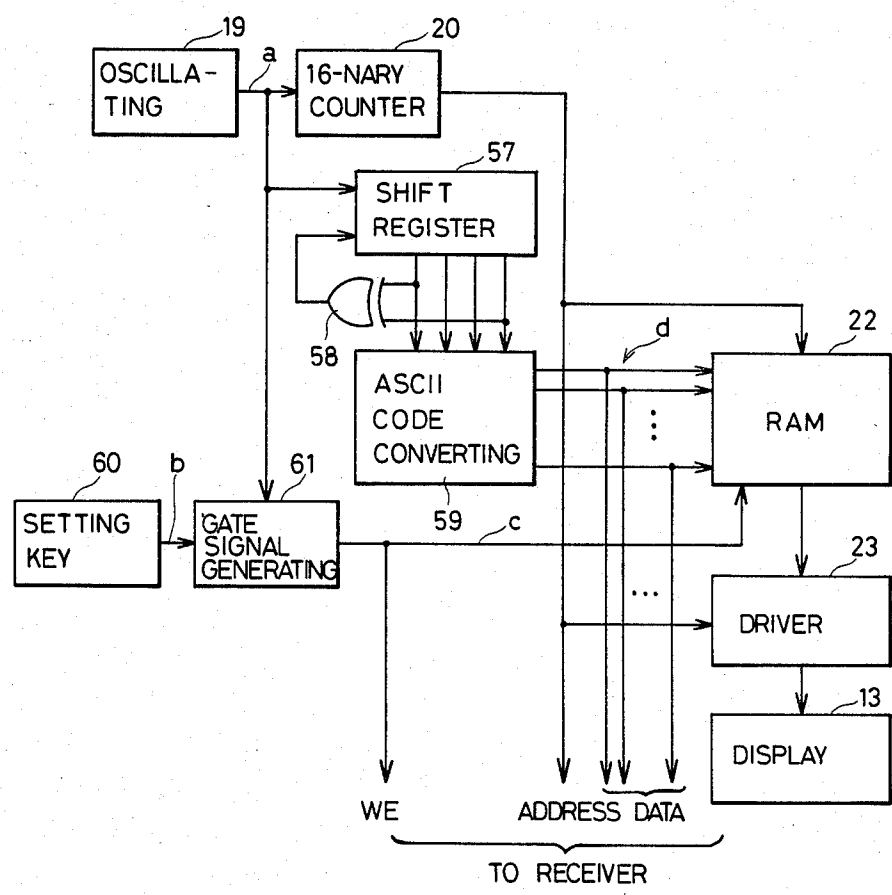 19
a
20
OSCILLA-
TING
16-NARY
COUNTER
57
SHIFT
REGISTER
58
d
22
ASCII
CODE
CONVERTING
RAM
60
b
61
59
SETTING
KEY
GATE
SIGNAL
GENERATING
c
23
DRIVER
13
DISPLAY
WE
ADDRESS DATA
TO RECEIVER